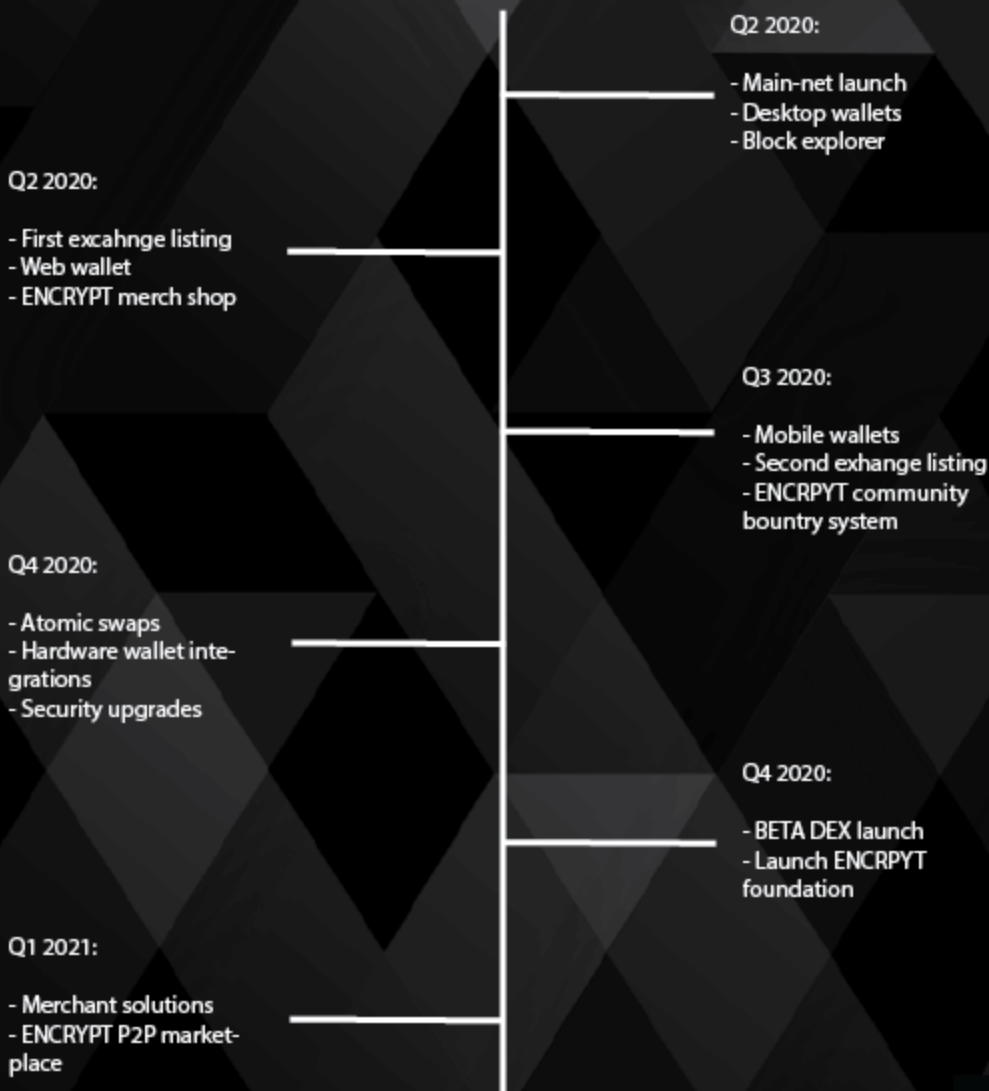 Q2 2020:
- Main-net launch
- Desktop wallets
- Block explorer
Q2 2020:
- First excahnge listing
- Web wallet
- ENCRYPT merch shop
Q3 2020:
- Mobile wallets
- Second exhange listing
- ENCRPYT community
bountry system
Q4 2020:
- Atomic swaps
- Hardware wallet inte-
grations
- Security upgrades
Q4 2020:
- BETA DEX launch
- Launch ENCRPYT
foundation
Q1 2021:
- Merchant solutions
- ENCRYPT P2P market-
place